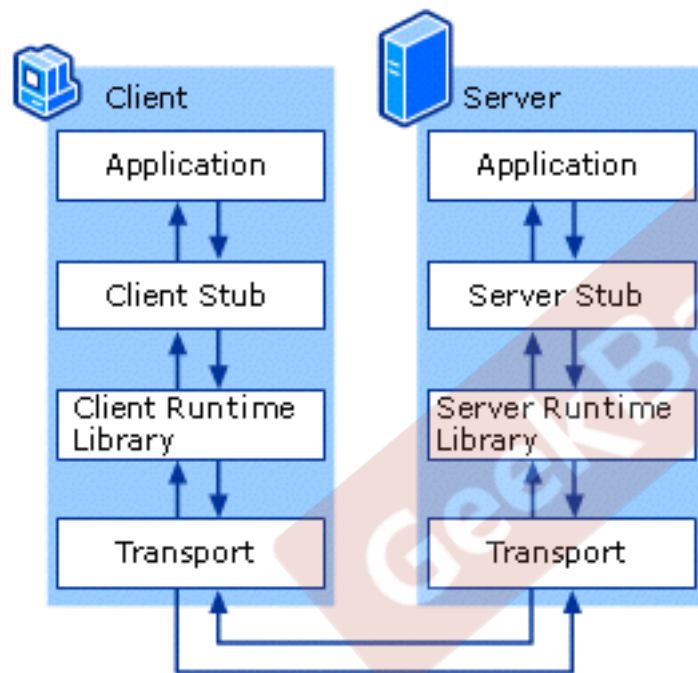 Client
Application
Client Stub
Client Runtime
Library
Transport
Server
Application
Server Stub
Server Runtime
Library
Transport